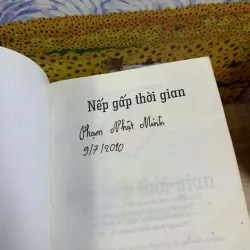 Nếp gấp thời gian
Phạm Nhật Minh
9/7/2010